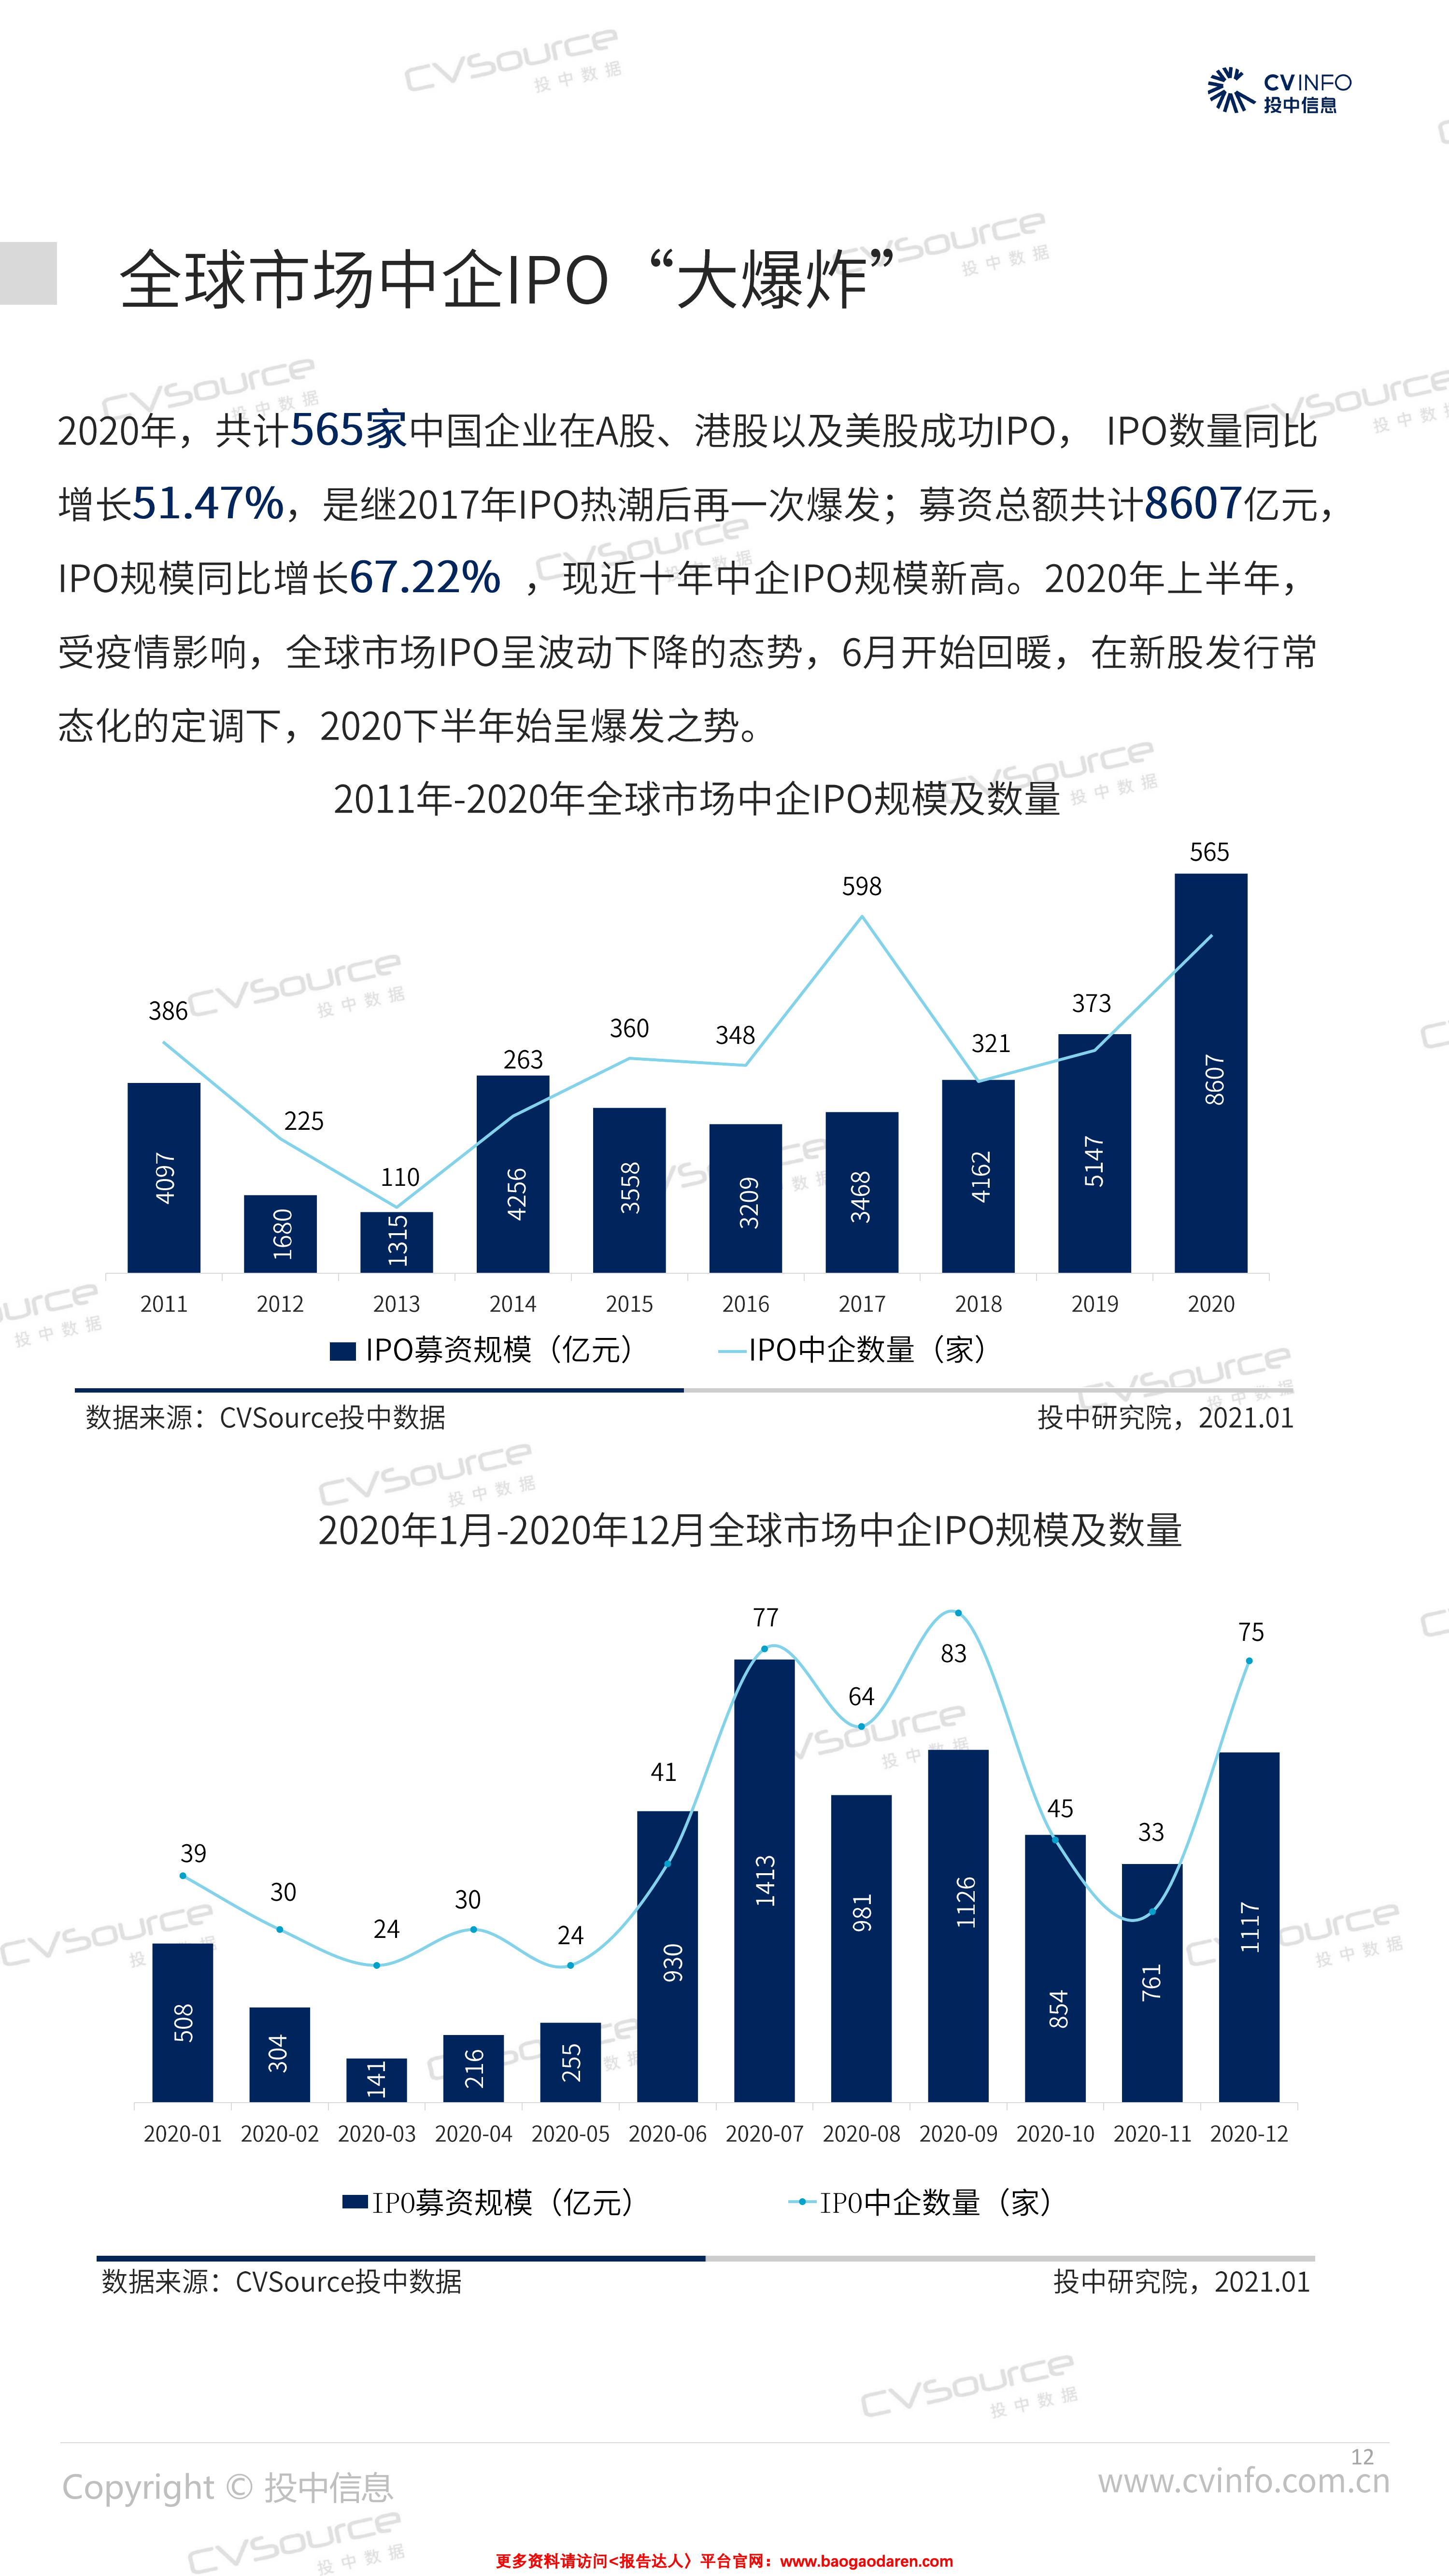 CVSource
投中数据
CVINFO
投中信息
全球市场中企IPO“大爆炸”
2020年，共计565家中国企业在A股、港股以及美股成功IPO， IPO数量同比
增长51.47%，是继2017年IPO热潮后再一次爆发；募资总额共计8607亿元，
IPO规模同比增长67.22% ，现近十年中企IPO规模新高。2020年上半年，
受疫情影响，全球市场IPO呈波动下降的态势，6月开始回暖，在新股发行常
态化的定调下，2020下半年始呈爆发之势。
2011年-2020年全球市场中企IPO规模及数量
386 225 110 263 360 348 598 321 373 565
4097 1680 1315 4256 3558 3209 3468 4162 5147 8607
2011 2012 2013 2014 2015 2016 2017 2018 2019 2020
IPO募资规模（亿元） IPO中企数量（家）
数据来源：CVSource投中数据 投中研究院，2021.01
2020年1月-2020年12月全球市场中企IPO规模及数量
39 30 24 30 24 41 77 64 83 45 33 75
508 304 141 216 255 930 1413 981 1126 854 761 1117
2020-01 2020-02 2020-03 2020-04 2020-05 2020-06 2020-07 2020-08 2020-09 2020-10 2020-11 2020-12
IPO募资规模（亿元） IPO中企数量（家）
数据来源：CVSource投中数据 投中研究院，2021.01
12
Copyright © 投中信息 www.cvinfo.com.cn
更多资料请访问<报告达人〉平台官网：www.baogaodaren.com